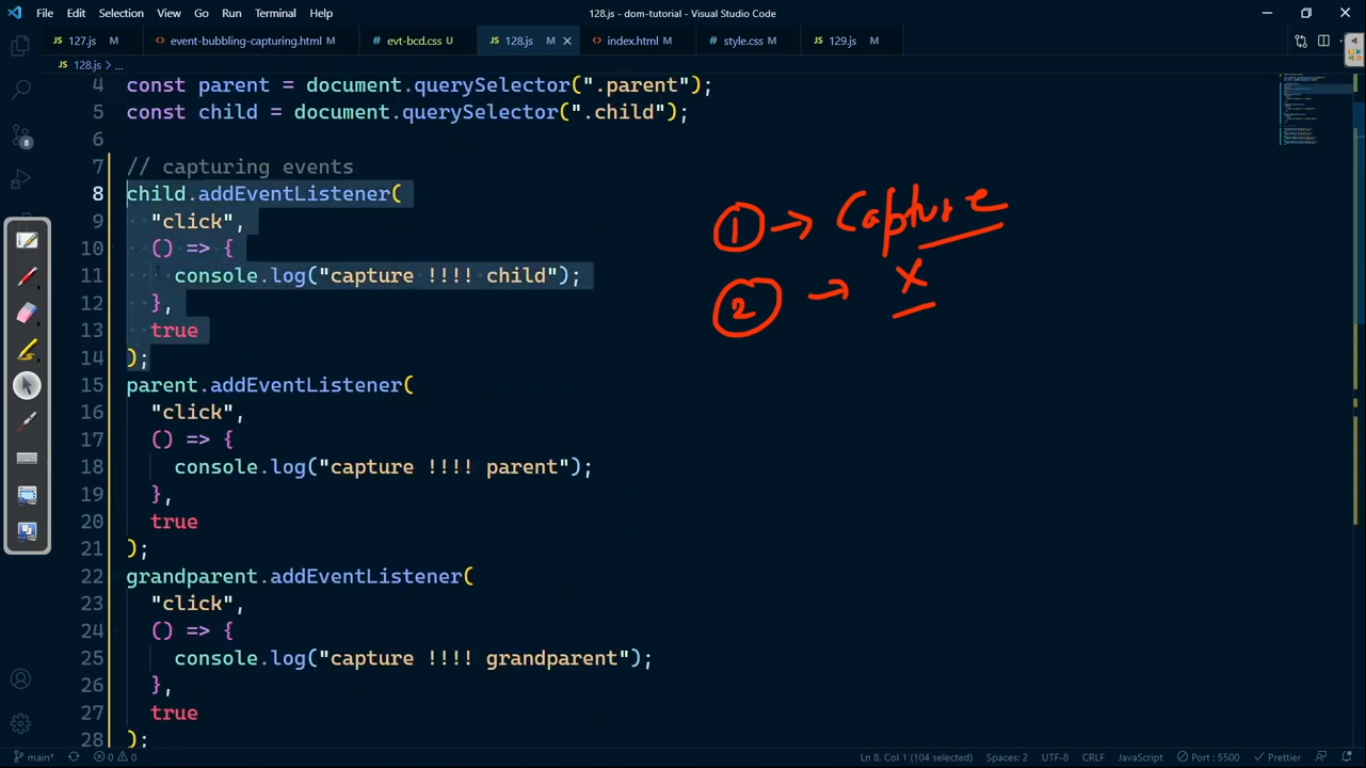 File Edit Selection View Go Run Terminal Help 128.js - dom-tutorial - Visual Studio Code
127.js M event-bubbling-capturing.html M evt-bcd.css U 128.js M index.html M style.css M 129.js M
128.js > ...
4 const parent = document.querySelector(".parent");
5 const child = document.querySelector(".child");
6
7 // capturing events
8 child.addEventListener(
9 "click",
10 () => {
11 console.log("capture !!!! child");
12 },
13 true
14 );
15 parent.addEventListener(
16 "click",
17 () => {
18 console.log("capture !!!! parent");
19 },
20 true
21 );
22 grandparent.addEventListener(
23 "click",
24 () => {
25 console.log("capture !!!! grandparent");
26 },
27 true
28 );
1 → Capture
2 → X
8
main* 0 0 Ln 8, Col 1 (104 selected) Spaces: 2 UTF-8 CRLF JavaScript Port : 5500 Prettier